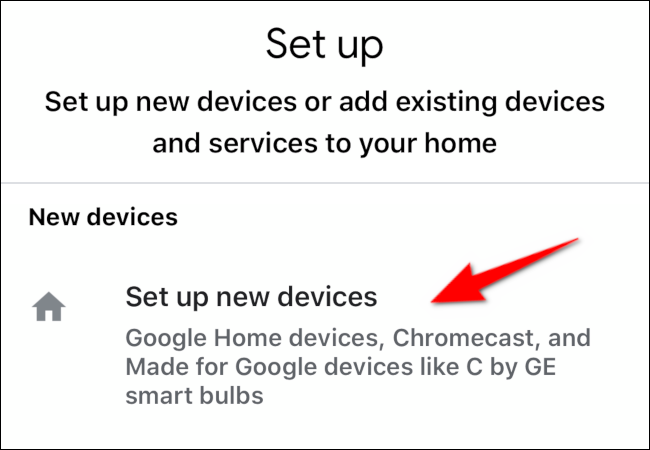 Set up
Set up new devices or add existing devices
and services to your home
New devices
Set up new devices
Google Home devices, Chromecast, and
Made for Google devices like C by GE
smart bulbs